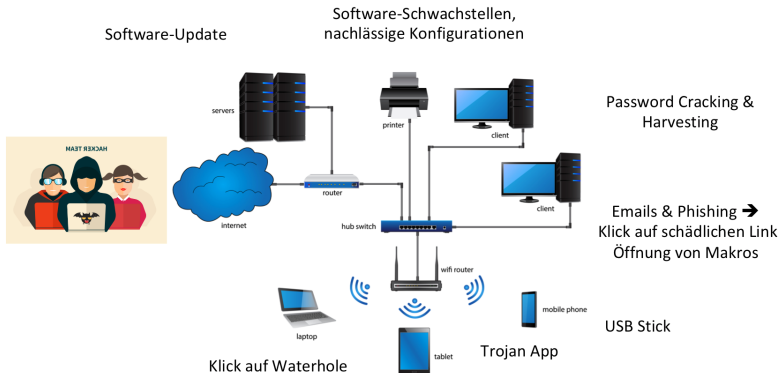 Software-Schwachstellen,
nachlässige Konfigurationen
Software-Update
servers
printer
client
Password Cracking &
Harvesting
HACKER TEAM
router
internet
client
hub switch
Emails & Phishing ➔
Klick auf schädlichen Link
Öffnung von Makros
wifi router
laptop
mobile phone
USB Stick
tablet
Trojan App
Klick auf Waterhole